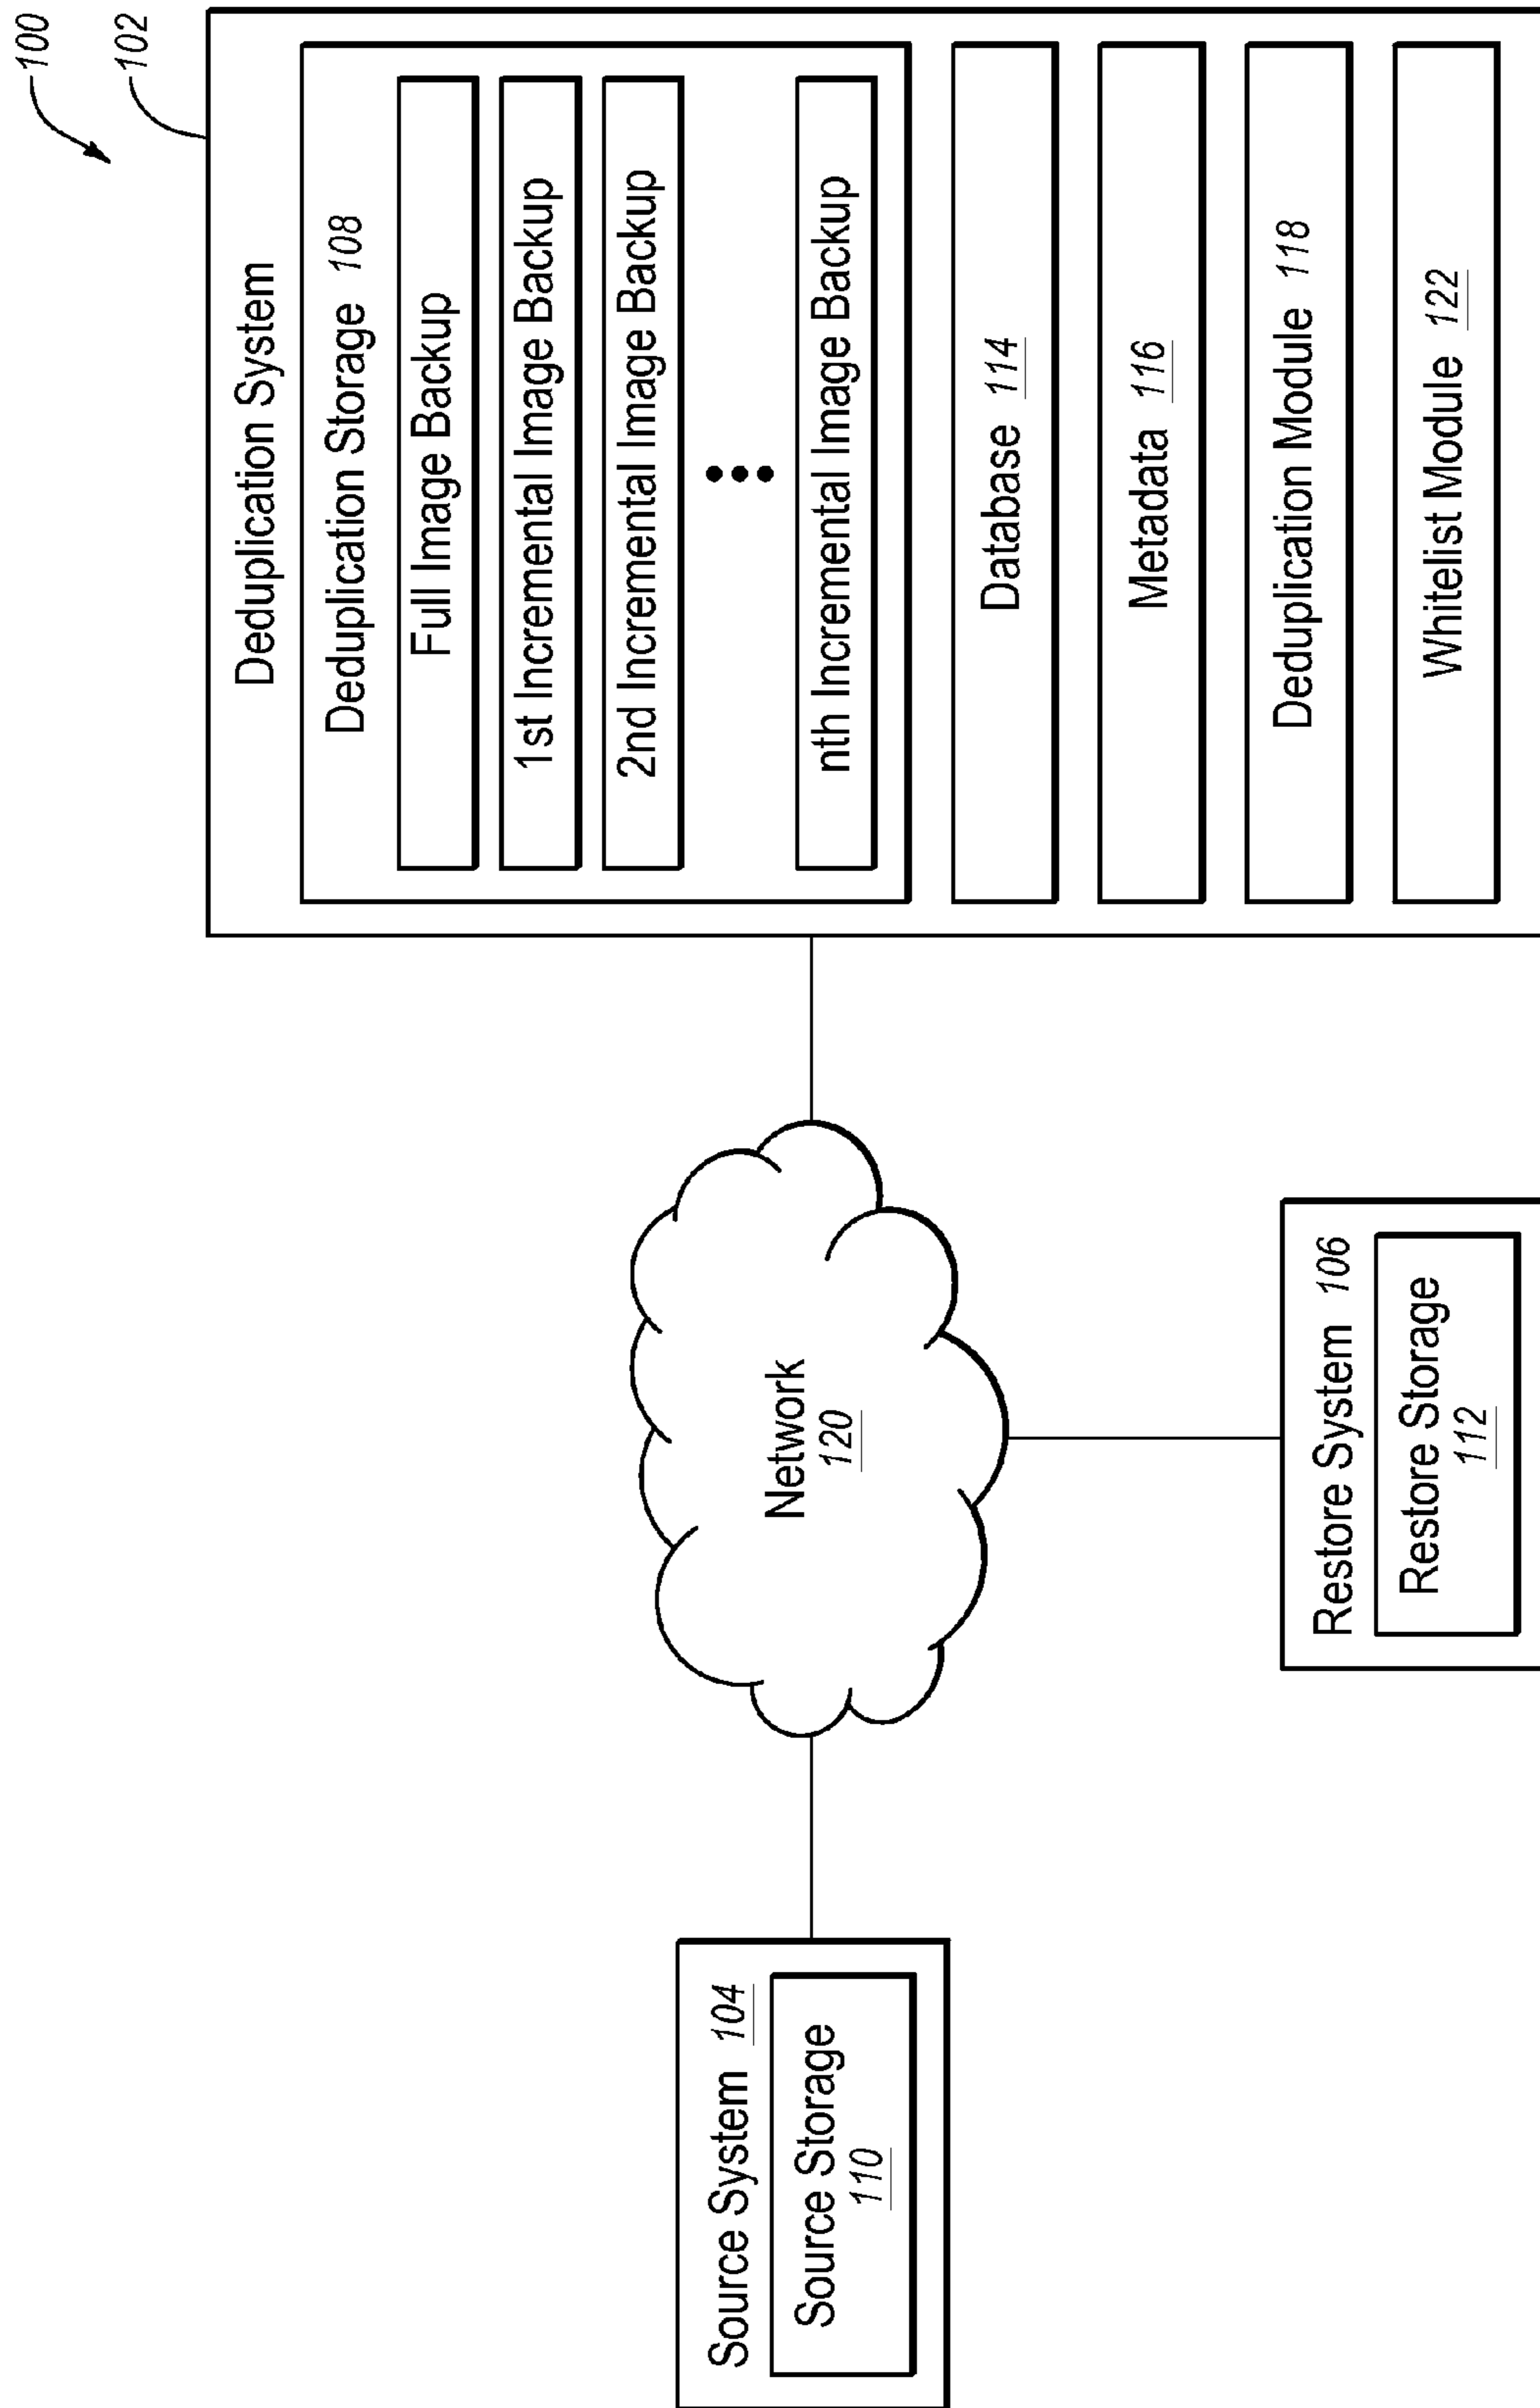 100
102
Deduplication System
Deduplication Storage 108
Full Image Backup
1st Incremental Image Backup
2nd Incremental Image Backup
nth Incremental Image Backup
Database 114
Metadata 116
Deduplication Module 118
Whitelist Module 122
Network
120
Source System 104
Source Storage
110
Restore System 106
Restore Storage
112